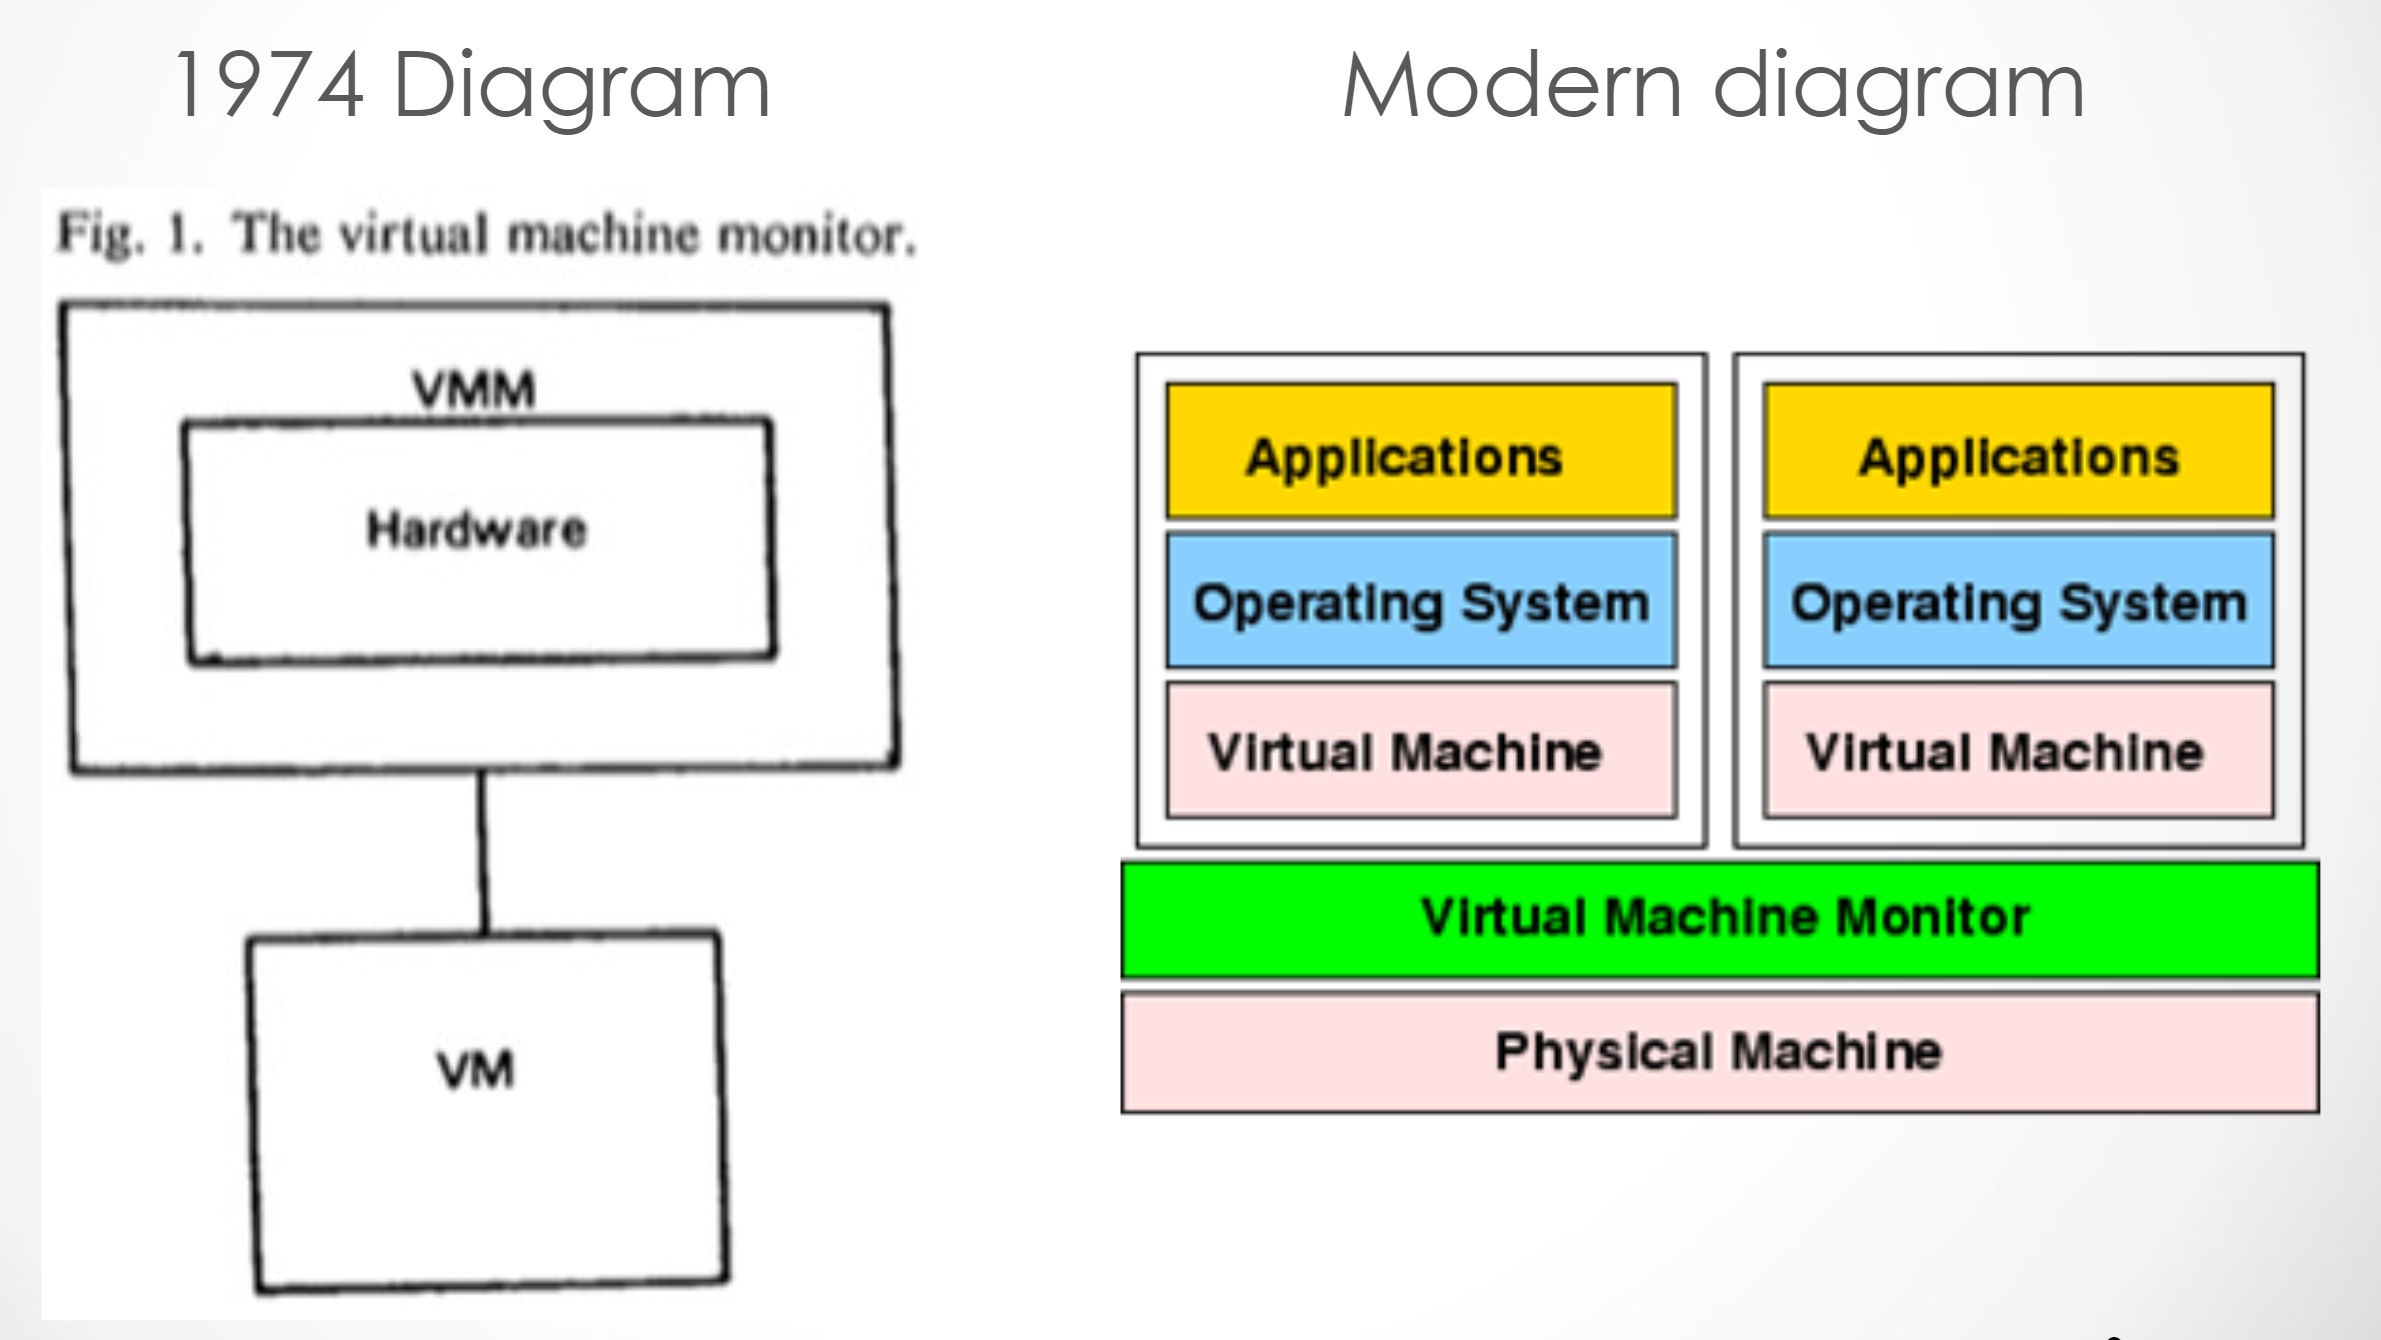 1974 Diagram
Modern diagram
Fig. 1. The virtual machine monitor.
VMM
Hardware
VM
Applications
Operating System
Virtual Machine
Applications
Operating System
Virtual Machine
Virtual Machine Monitor
Physical Machine